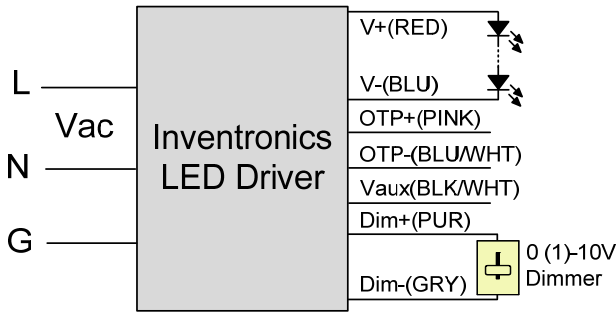 L
Vac
N
G
Inventronics
LED Driver
V+(RED)
V-(BLU)
OTP+(PINK)
OTP-(BLU/WHT)
Vaux(BLK/WHT)
Dim+(PUR)
Dim-(GRY)
0 (1)-10V
Dimmer